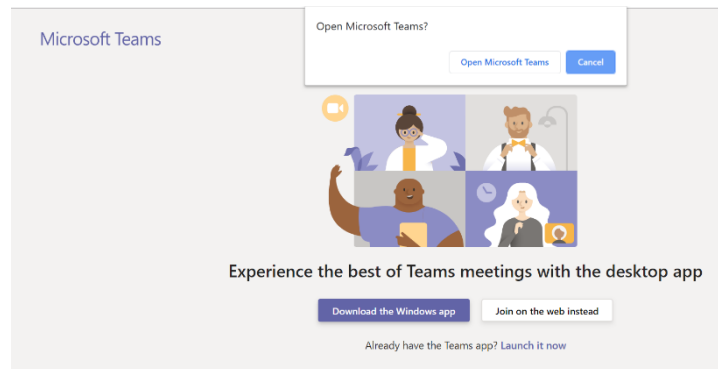 Microsoft Teams
Open Microsoft Teams?
Open Microsoft Teams
Cancel
Experience the best of Teams meetings with the desktop app
Download the Windows app
Join on the web instead
Already have the Teams app? Launch it now